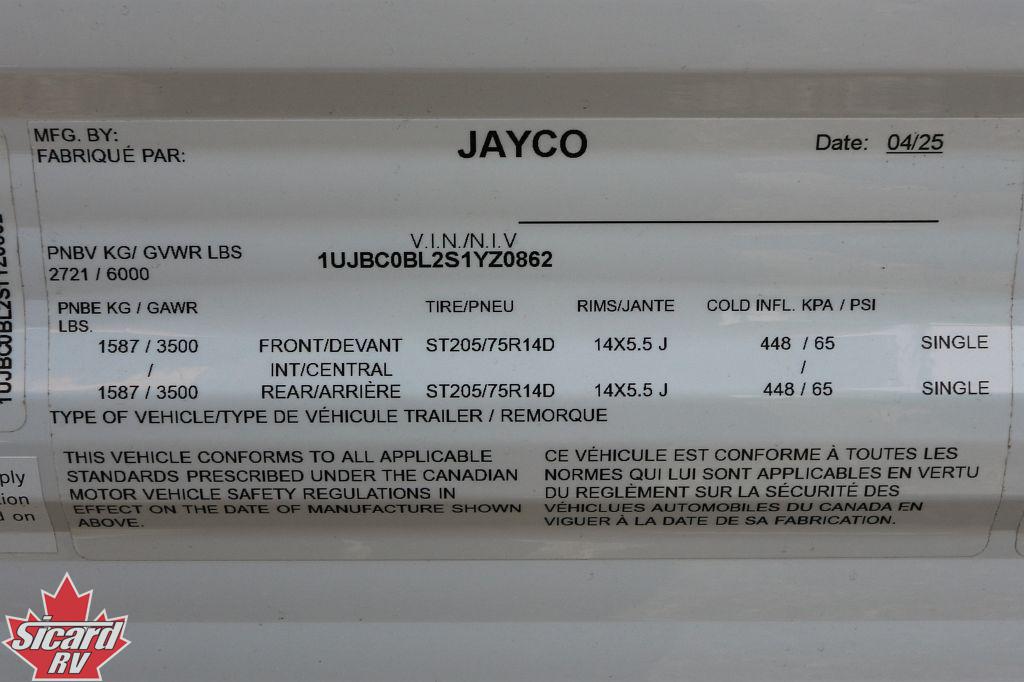 MFG. BY:
FABRIQUÉ PAR:
JAYCO
Date: 04/25
V.I.N./N.I.V
1UJBC0BL2S1YZ0862
PNBV KG/ GVWR LBS
2721 / 6000
PNBE KG / GAWR LBS.
TIRE/PNEU RIMS/JANTE COLD INFL. KPA / PSI
1587 / 3500 FRONT/DEVANT ST205/75R14D 14X5.5 J 448 / 65 SINGLE
/ INT/CENTRAL /
1587 / 3500 REAR/ARRIÈRE ST205/75R14D 14X5.5 J 448 / 65 SINGLE
TYPE OF VEHICLE/TYPE DE VÉHICULE TRAILER / REMORQUE
THIS VEHICLE CONFORMS TO ALL APPLICABLE
STANDARDS PRESCRIBED UNDER THE CANADIAN
MOTOR VEHICLE SAFETY REGULATIONS IN
EFFECT ON THE DATE OF MANUFACTURE SHOWN
ABOVE.
CE VÉHICULE EST CONFORME À TOUTES LES
NORMES QUI LUI SONT APPLICABLES EN VERTU
DU REGLÈMENT SUR LA SÉCURITÉ DES
VÉHICLUES AUTOMOBILES DU CANADA EN
VIGUER À LA DATE DE SA FABRICATION.
on
Sicard
RV